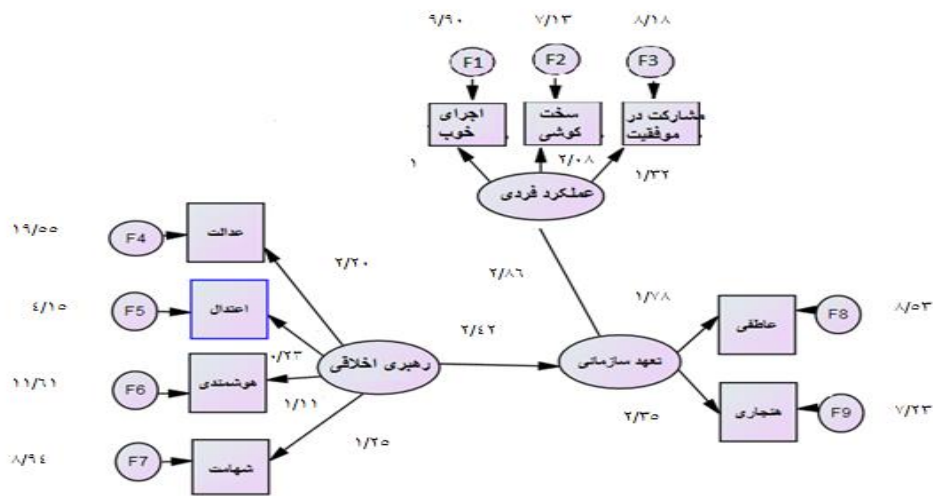 ۹/۹۰
۷/۱۳
۸/۱۸
F1
F2
F3
اجرای
خوب
سخت
کوشی
مشارکت در
موفقیت
۱
۲/۰۸
۱/۳۲
عملکرد فردی
۱۹/۵۵
F4
عدالت
۲/۲۰
۲/۸۶
۱/۷۸
۴/۱۵
F5
اعتدال
۲/۴۲
عاطفی
F8
۸/۵۳
۰/۲۳
رهبری اخلاقی
تعهد سازمانی
۱۱/٦۱
F6
هوشمندی
۱/۱۱
۱/۲۵
۲/۳۵
هنجاری
F9
۷/۲۳
۸/۹٤
F7
شهامت